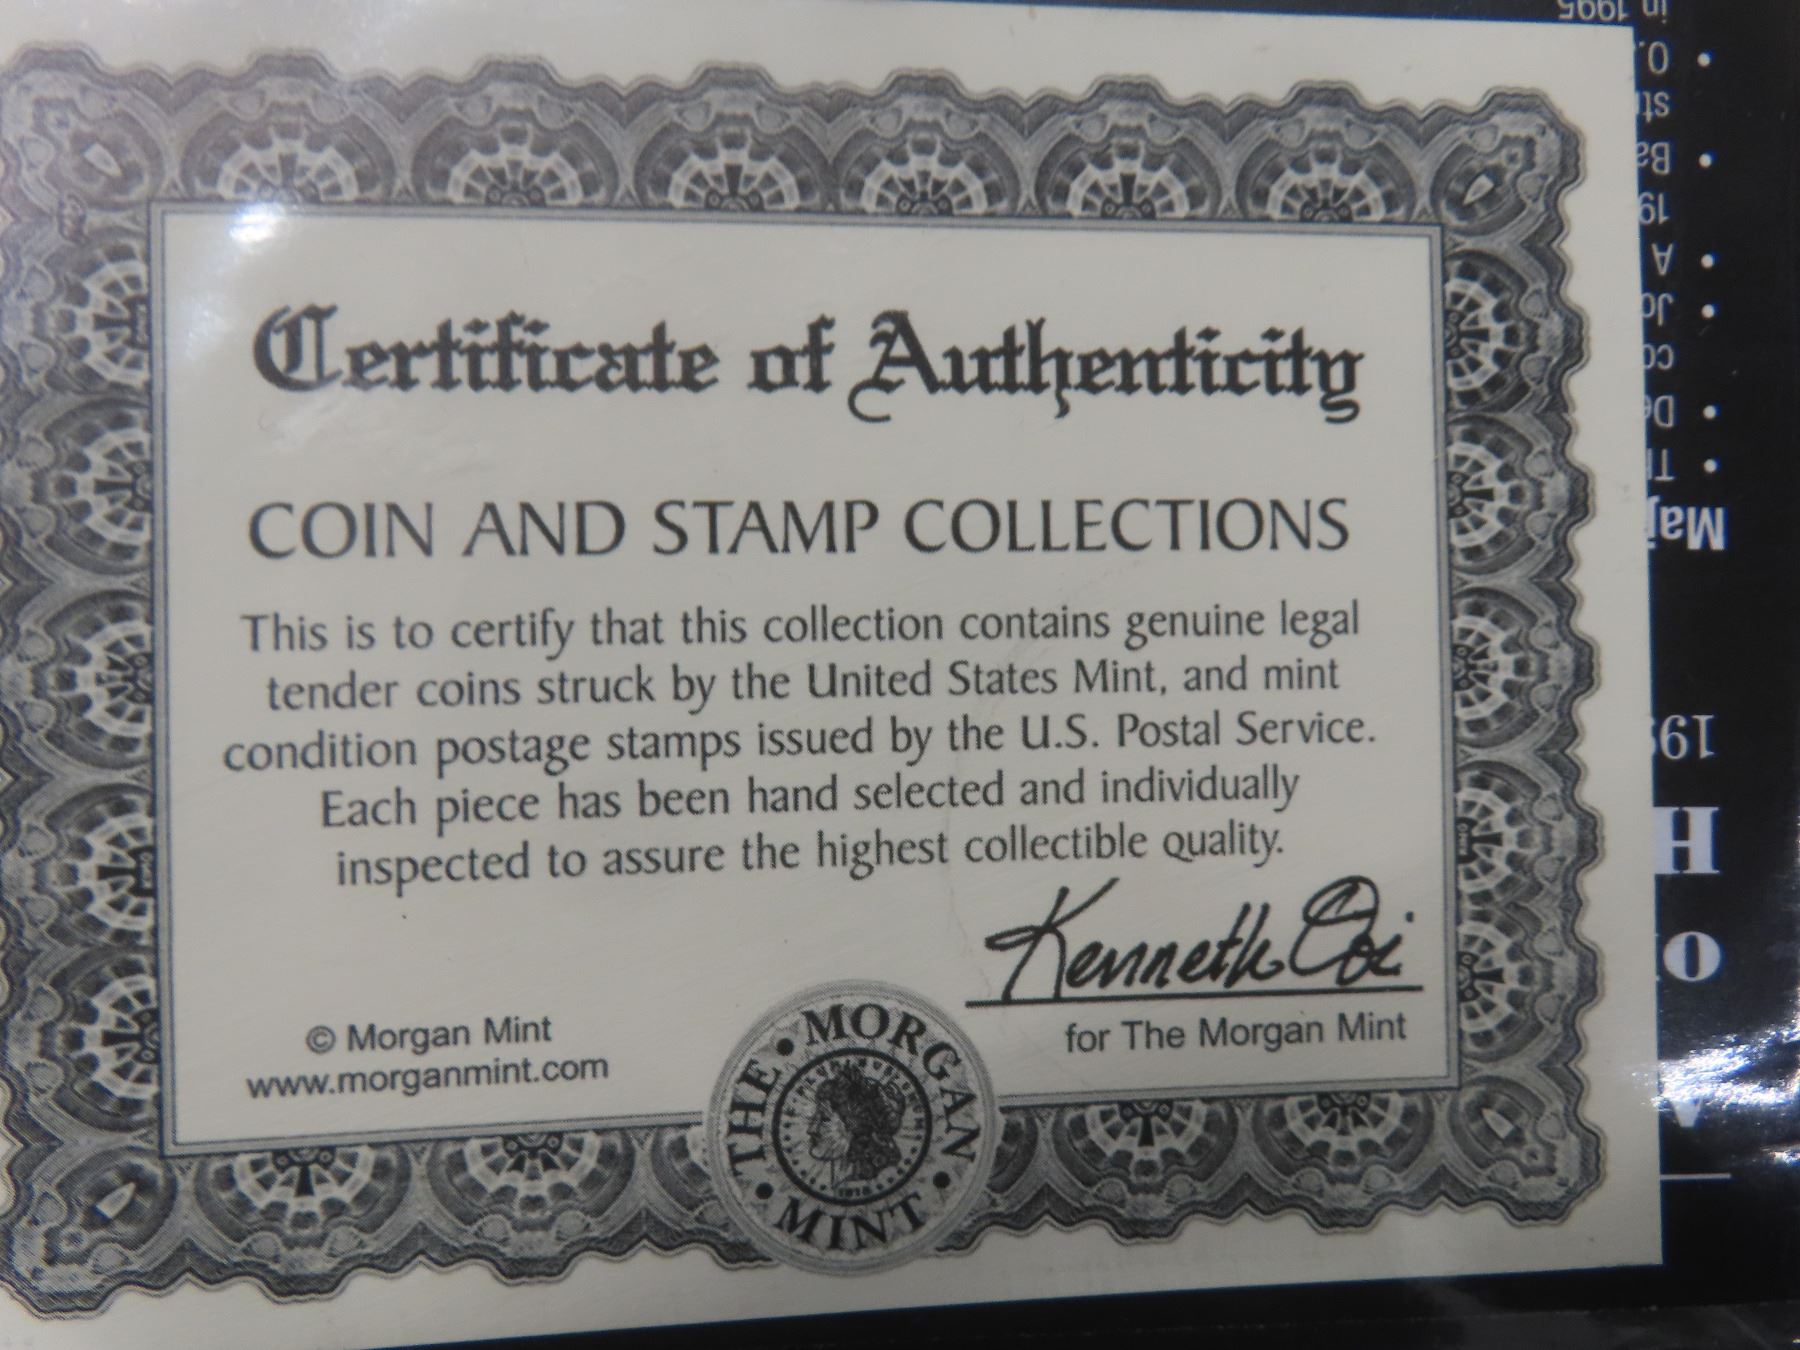 Certificate of Authenticity
COIN AND STAMP COLLECTIONS
This is to certify that this collection contains genuine legal
tender coins struck by the United States Mint, and mint
condition postage stamps issued by the U.S. Postal Service.
Each piece has been hand selected and individually
inspected to assure the highest collectible quality.
Kenneth
for The Morgan Mint
© Morgan Mint
www.morganmint.com
THE • MORGAN
• MINT •
in 1995